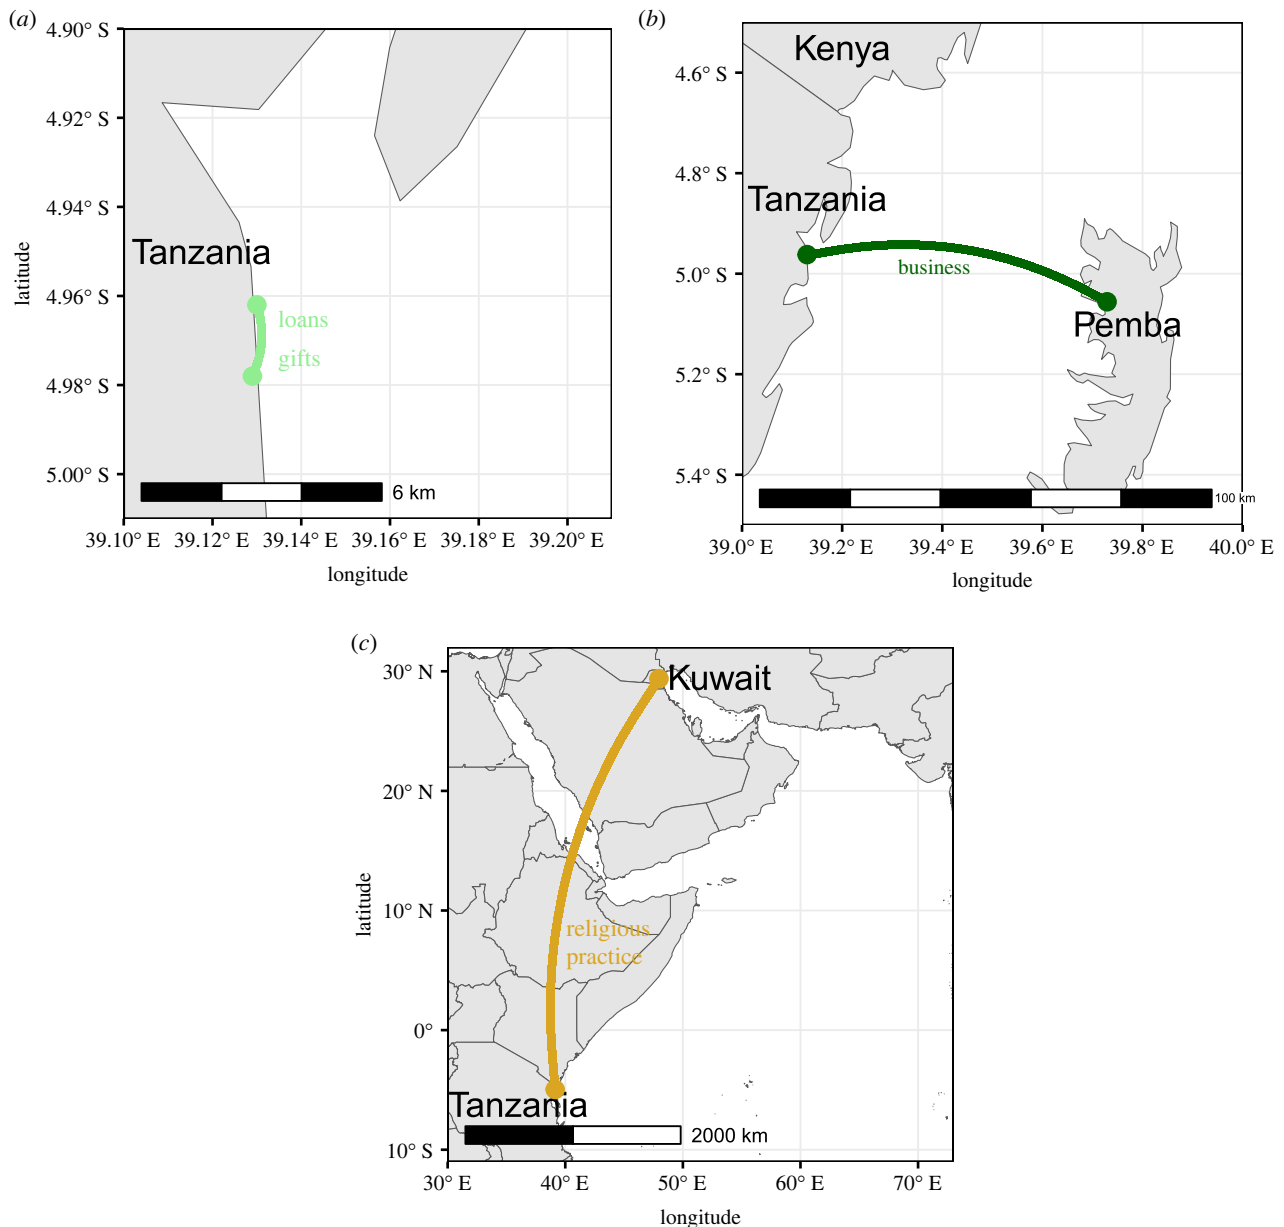 (a)
4.90° S
4.92° S
4.94° S
4.96° S
4.98° S
5.00° S
latitude
Tanzania
loans
gifts
6 km
39.10° E 39.12° E 39.14° E 39.16° E 39.18° E 39.20° E
longitude
(b)
4.6° S
4.8° S
5.0° S
5.2° S
5.4° S
Kenya
Tanzania
business
Pemba
100 km
39.0° E 39.2° E 39.4° E 39.6° E 39.8° E 40.0° E
longitude
(c)
30° N
20° N
10° N
0°
10° S
latitude
Kuwait
religious
practice
Tanzania
2000 km
30° E 40° E 50° E 60° E 70° E
longitude